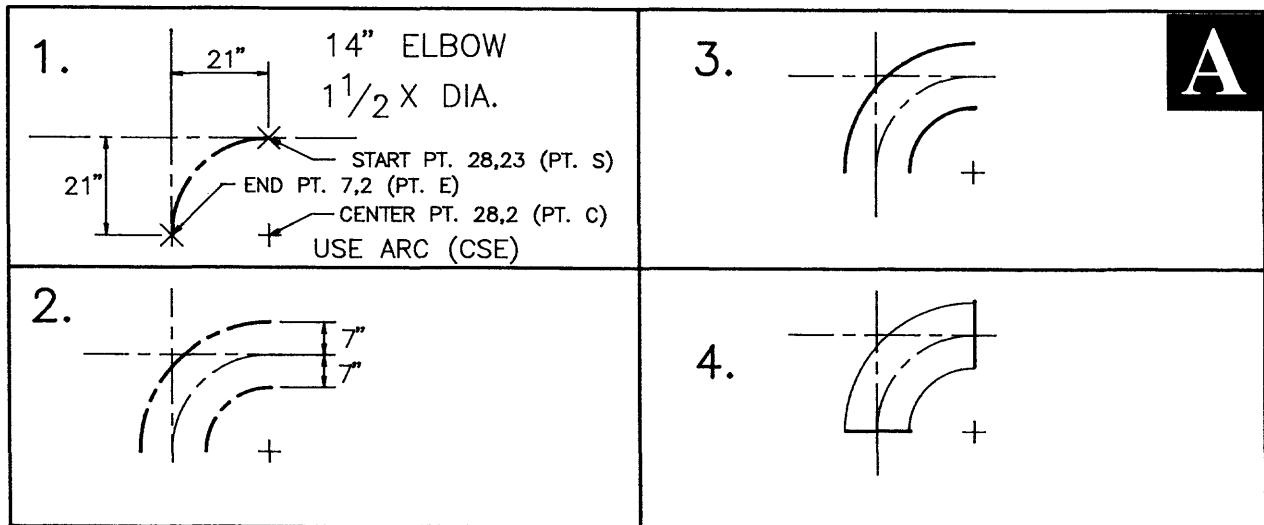 1.
21"
14" ELBOW
1 1/2 X DIA.
START PT. 28,23 (PT. S)
21"
END PT. 7,2 (PT. E)
CENTER PT. 28,2 (PT. C)
USE ARC (CSE)
2.
7"
7"
3.
A
4.